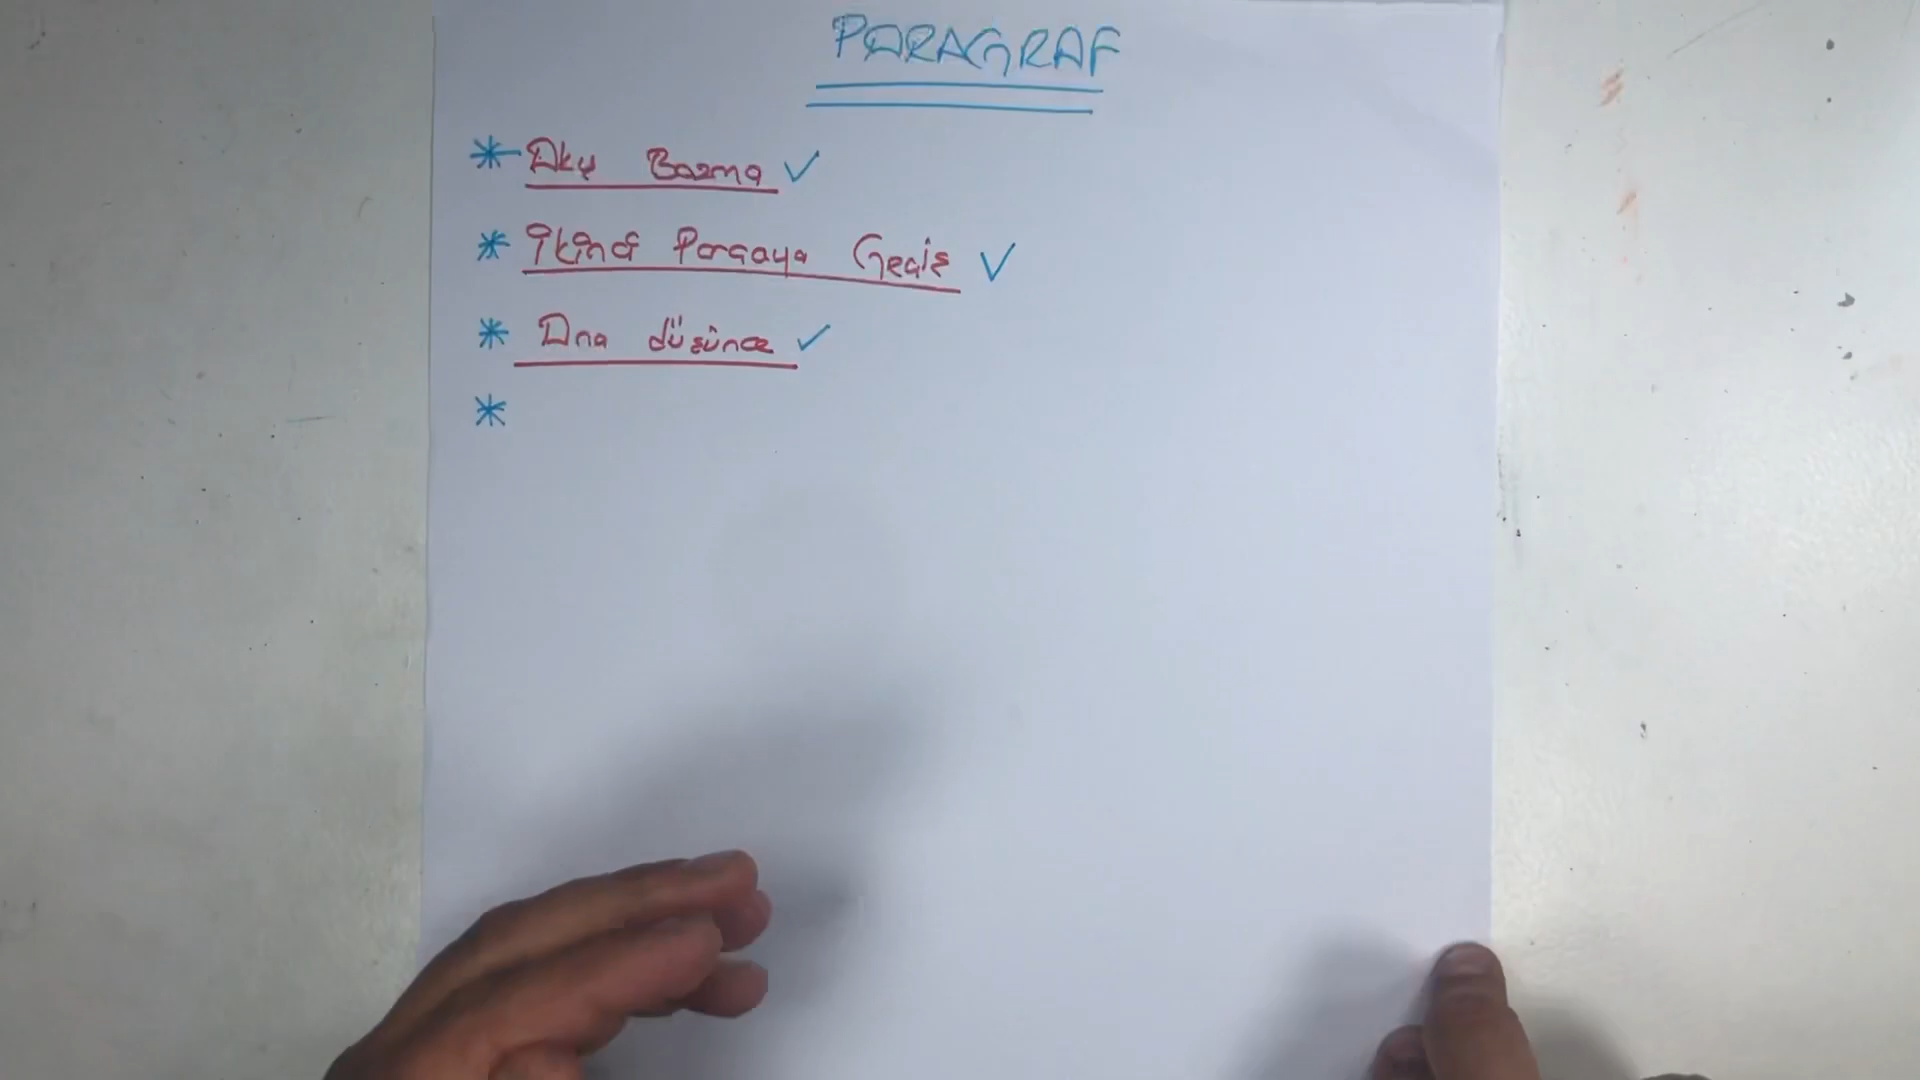 PARAGRAF
* Akış Bozma ✓
* İkinci Parçaya Geçiş ✓
* Ana düşünce ✓
*